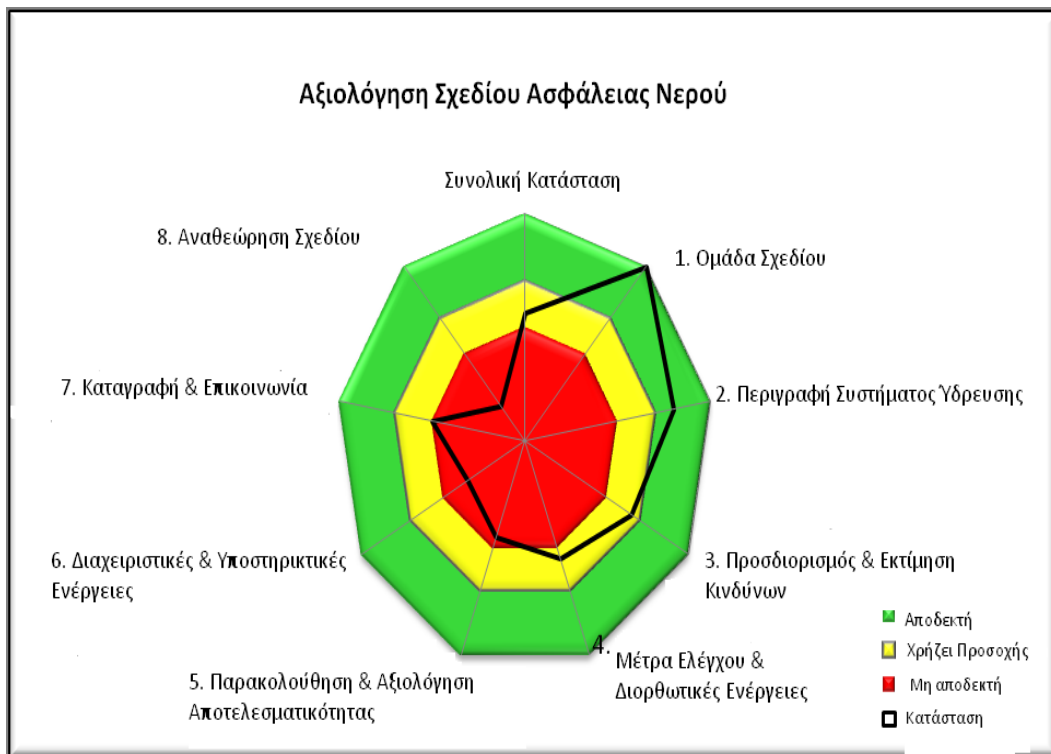 Αξιολόγηση Σχεδίου Ασφάλειας Νερού
Συνολική Κατάσταση
8. Αναθεώρηση Σχεδίου
1. Ομάδα Σχεδίου
7. Καταγραφή & Επικοινωνία
2. Περιγραφή Συστήματος Ύδρευσης
6. Διαχειριστικές & Υποστηρικτικές
Ενέργειες
3. Προσδιορισμός & Εκτίμηση
Κινδύνων
4.
Μέτρα Ελέγχου &
Διορθωτικές Ενέργειες
5. Παρακολούθηση & Αξιολόγηση
Αποτελεσματικότητας
Αποδεκτή
Χρήζει Προσοχής
Μη αποδεκτή
Κατάσταση